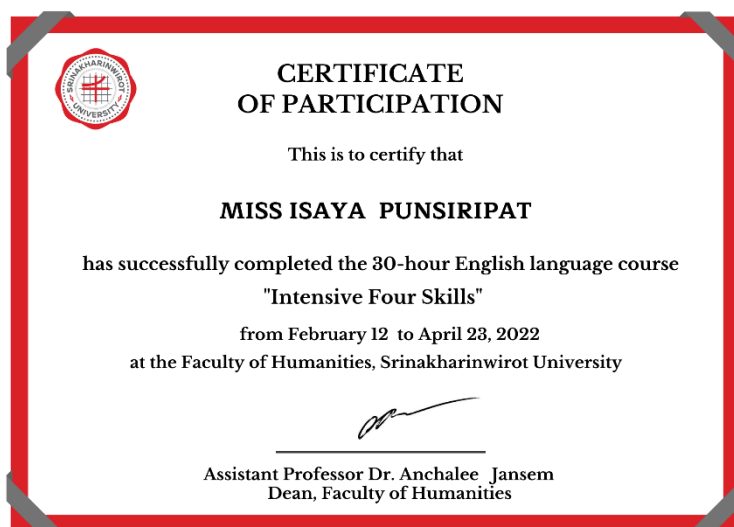 SRINAKHARINWIROT
UNIVERSITY
CERTIFICATE
OF PARTICIPATION
This is to certify that
MISS ISAYA PUNSIRIPAT
has successfully completed the 30-hour English language course
"Intensive Four Skills"
from February 12 to April 23, 2022
at the Faculty of Humanities, Srinakharinwirot University
Assistant Professor Dr. Anchalee Jansem
Dean, Faculty of Humanities